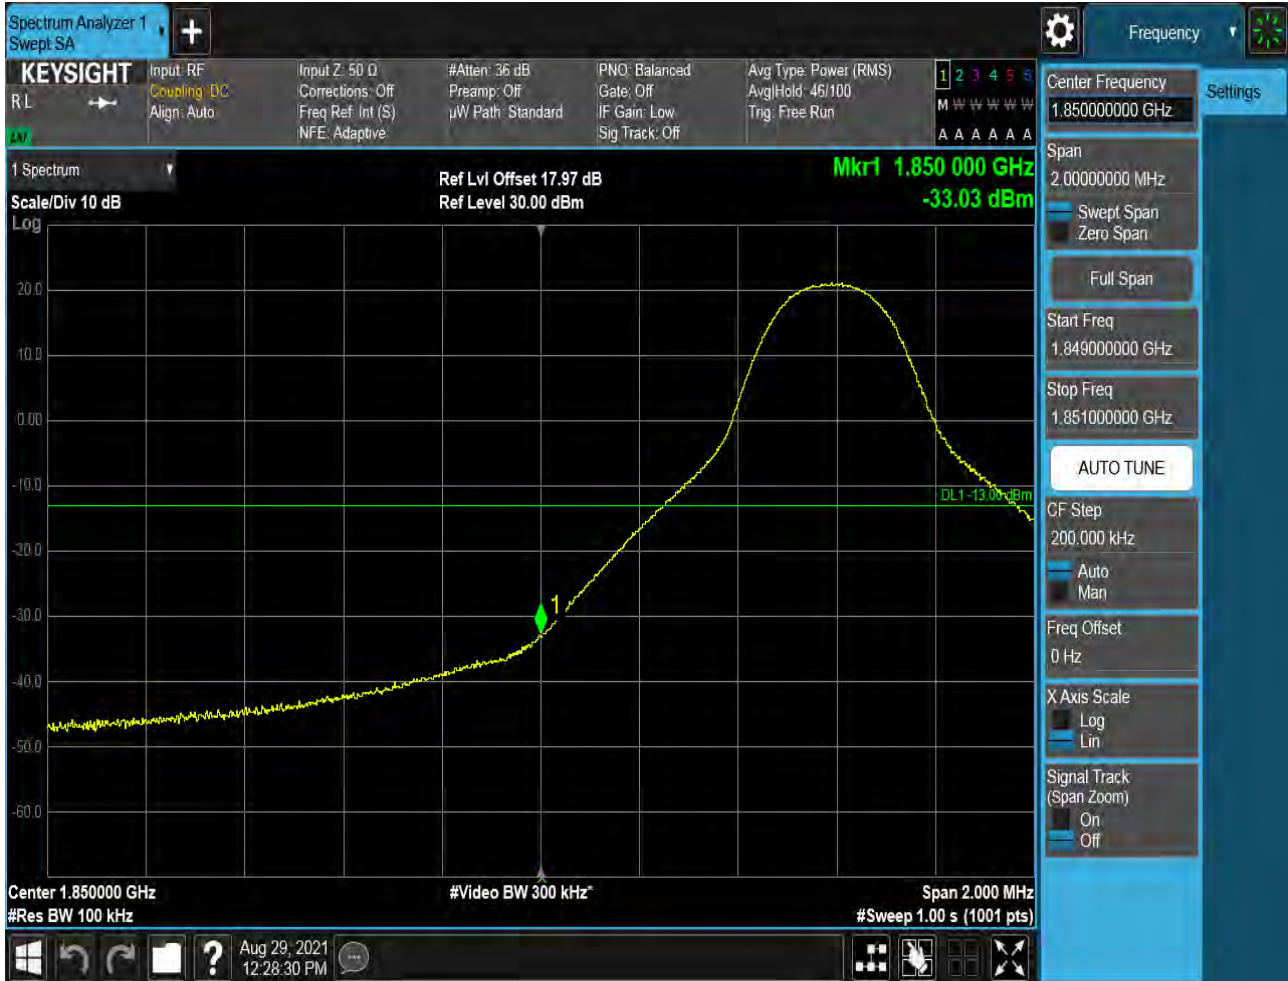 Spectrum Analyzer 1
Swept SA
Frequency
KEYSIGHT
R L
Input: RF
Coupling: DC
Align: Auto
Input Z: 50 Ω
Corrections: Off
Freq Ref: Int (S)
NFE: Adaptive
#Atten: 36 dB
Preamp: Off
µW Path: Standard
PNO: Balanced
Gate: Off
IF Gain: Low
Sig Track: Off
Avg Type: Power (RMS)
Avg|Hold: 46/100
Trig: Free Run
1 2 3 4 5 6
M W W W W W
A A A A A A
1 Spectrum
Scale/Div 10 dB
Log
Ref Lvl Offset 17.97 dB
Ref Level 30.00 dBm
Mkr1 1.850 000 GHz
-33.03 dBm
20.0
10.0
0.00
-10.0
-20.0
-30.0
-40.0
-50.0
-60.0
DL1 -13.00 dBm
1
Center 1.850000 GHz
#Res BW 100 kHz
#Video BW 300 kHz*
Span 2.000 MHz
#Sweep 1.00 s (1001 pts)
Center Frequency
1.850000000 GHz
Settings
Span
2.00000000 MHz
Swept Span
Zero Span
Full Span
Start Freq
1.849000000 GHz
Stop Freq
1.851000000 GHz
AUTO TUNE
CF Step
200.000 kHz
Auto
Man
Freq Offset
0 Hz
X Axis Scale
Log
Lin
Signal Track
(Span Zoom)
On
Off
?
Aug 29, 2021
12:28:30 PM